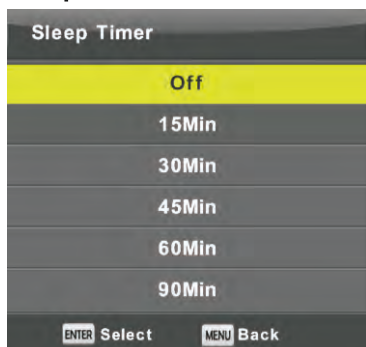 Sleep Timer
Off
15Min
30Min
45Min
60Min
90Min
ENTER Select MENU Back